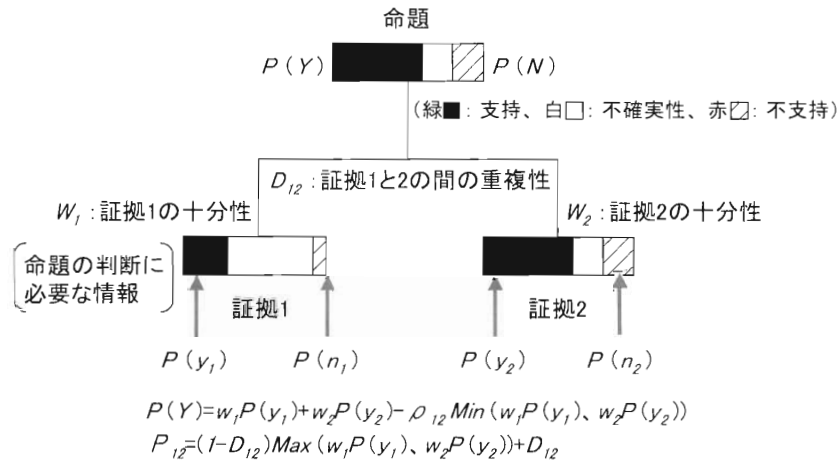 命題
P(Y) P(N)
(緑■: 支持、白□: 不確実性、赤▨: 不支持)
D₁₂：証拠1と2の間の重複性
W₁：証拠1の十分性
W₂：証拠2の十分性
命題の判断に
必要な情報
証拠1
証拠2
P(y₁) P(n₁) P(y₂) P(n₂)
P(Y)=w₁P(y₁)+w₂P(y₂)-ρ₁₂Min(w₁P(y₁)、w₂P(y₂))
P₁₂=(1-D₁₂)Max(w₁P(y₁)、w₂P(y₂))+D₁₂